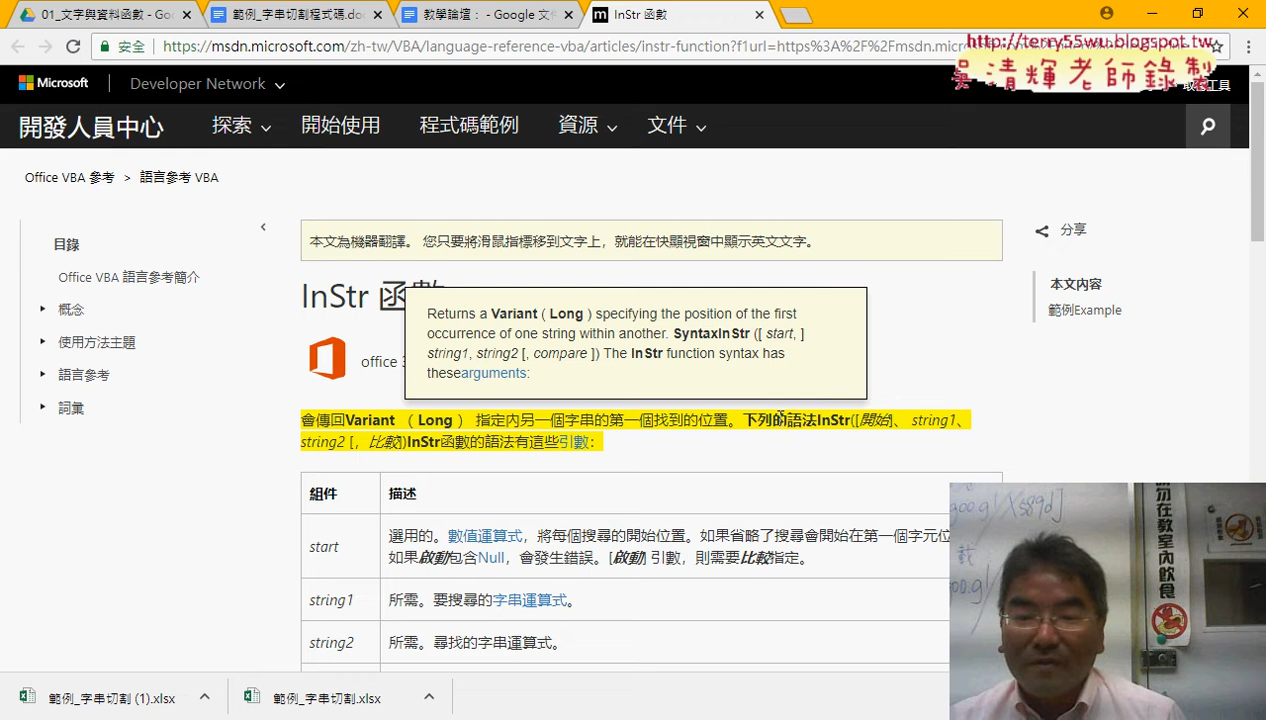 01_文字與資料函數 - Go
範例_字串切割程式碼.do
教學論壇： - Google 文
InStr 函數
安全
https://msdn.microsoft.com/zh-tw/VBA/language-reference-vba/articles/instr-function?f1url=https%3A%2F%2Fmsdn.micro
http://terry55wu.blogspot.tw
吳清輝老師錄製
Microsoft
Developer Network
工具
開發人員中心
探索
開始使用
程式碼範例
資源
文件
Office VBA 參考 > 語言參考 VBA
目錄
Office VBA 語言參考簡介
概念
使用方法主題
語言參考
詞彙
本文為機器翻譯。 您只要將滑鼠指標移到文字上，就能在快顯視窗中顯示英文文字。
分享
本文內容
範例Example
InStr 函數
Returns a Variant ( Long ) specifying the position of the first
occurrence of one string within another. SyntaxInStr ([ start, ]
string1, string2 [, compare ]) The InStr function syntax has
thesearguments:
office 3
會傳回Variant （ Long ） 指定內另一個字串的第一個找到的位置。下列的語法InStr([開始]、 string1、
string2 [， 比較])InStr函數的語法有這些引數：
組件 描述
start
選用的。數值運算式，將每個搜尋的開始位置。如果省略了搜尋會開始在第一個字元位
如果啟動包含Null，會發生錯誤。[啟動] 引數，則需要比較指定。
string1 所需。要搜尋的字串運算式。
string2 所需。尋找的字串運算式。
範例_字串切割 (1).xlsx
範例_字串切割.xlsx
勿在教室內飲食